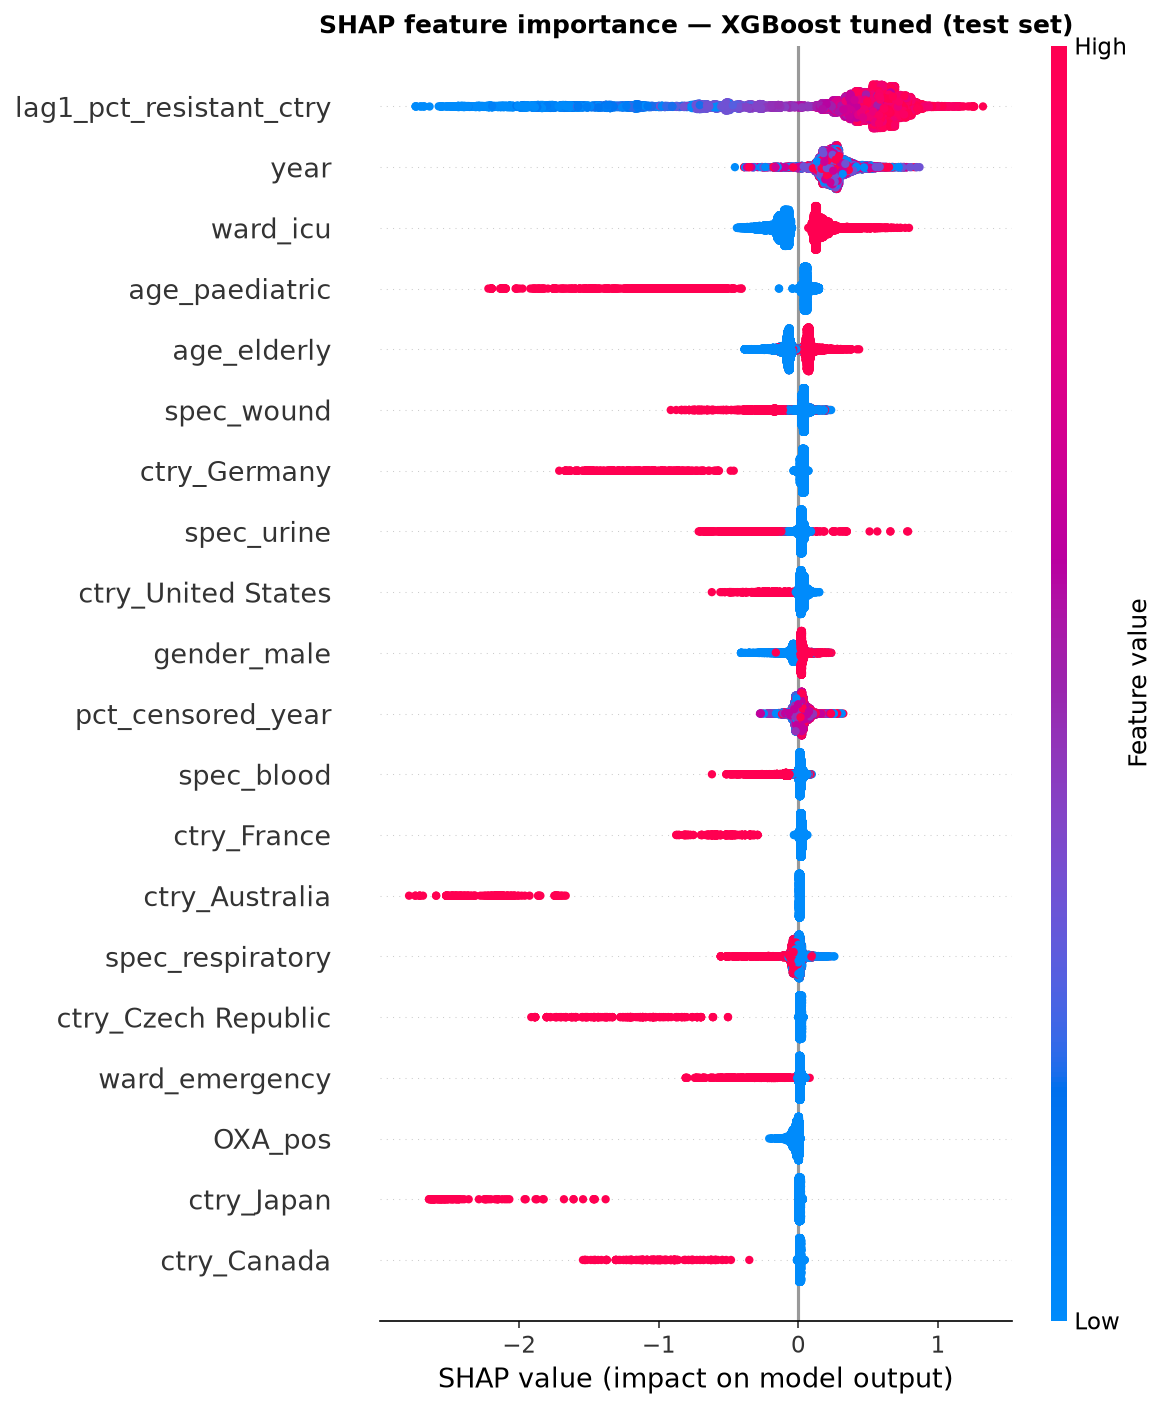 SHAP feature importance — XGBoost tuned (test set)
High
lag1_pct_resistant_ctry
year
ward_icu
age_paediatric
age_elderly
spec_wound
ctry_Germany
spec_urine
ctry_United States
gender_male
pct_censored_year
spec_blood
ctry_France
ctry_Australia
spec_respiratory
ctry_Czech Republic
ward_emergency
OXA_pos
ctry_Japan
ctry_Canada
Feature value
Low
−2 −1 0 1
SHAP value (impact on model output)